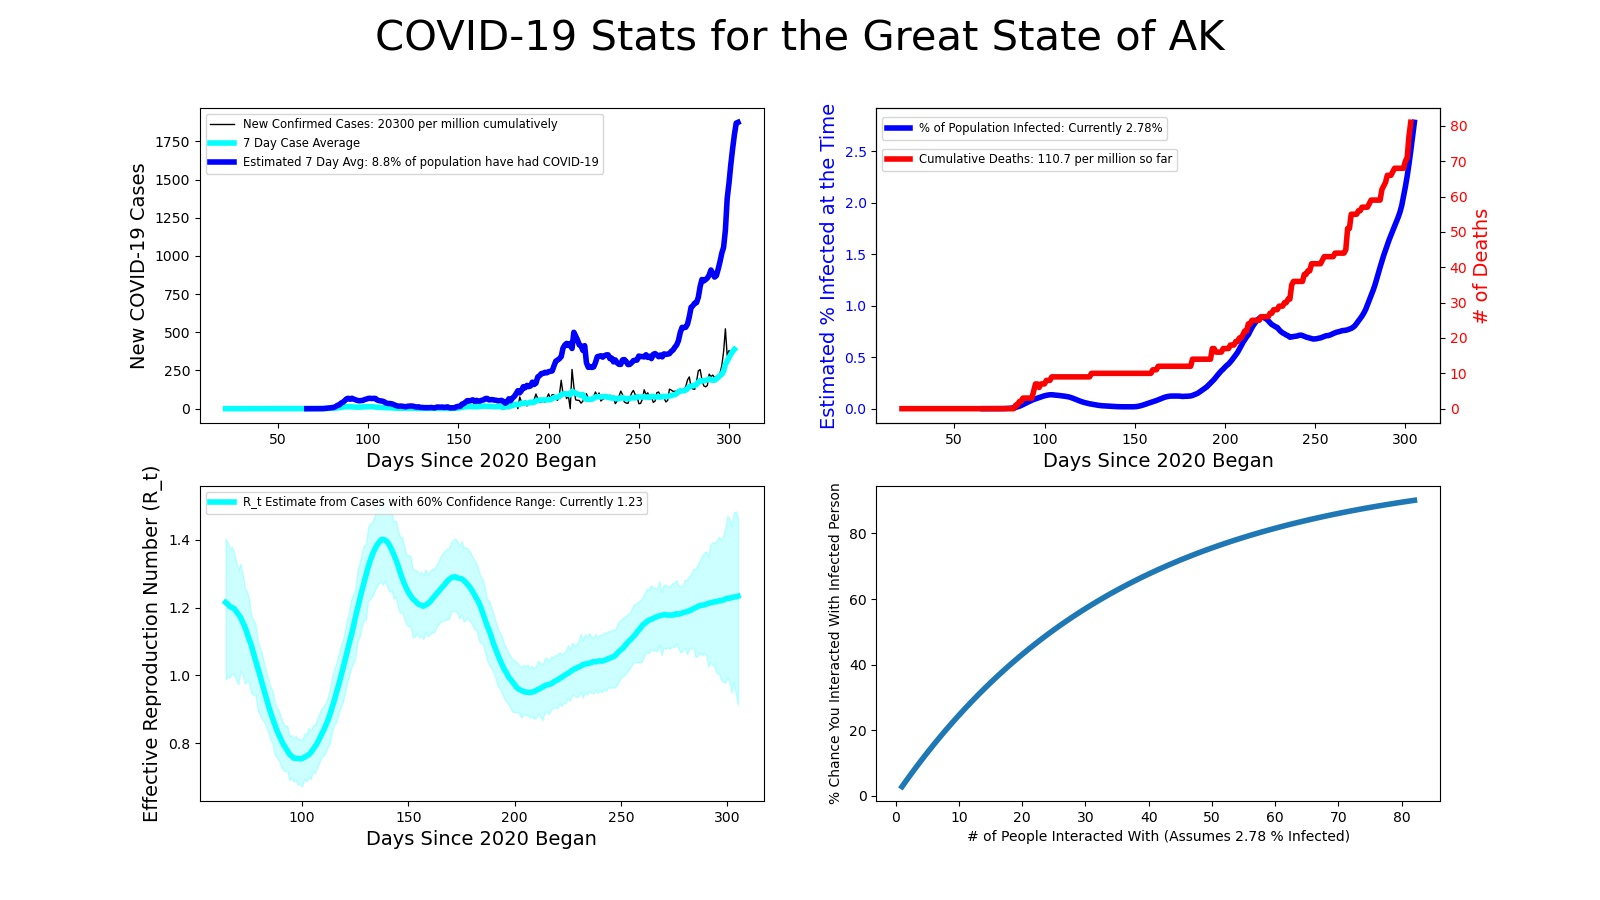 COVID-19 Stats for the Great State of AK
New COVID-19 Cases
1750
1500
1250
1000
750
500
250
0
New Confirmed Cases: 20300 per million cumulatively
7 Day Case Average
Estimated 7 Day Avg: 8.8% of population have had COVID-19
50 100 150 200 250 300
Days Since 2020 Began
Estimated % Infected at the Time
2.5
2.0
1.5
1.0
0.5
0.0
% of Population Infected: Currently 2.78%
Cumulative Deaths: 110.7 per million so far
80
70
60
50
40
30
20
10
0
# of Deaths
50 100 150 200 250 300
Days Since 2020 Began
Effective Reproduction Number (R_t)
1.4
1.2
1.0
0.8
R_t Estimate from Cases with 60% Confidence Range: Currently 1.23
100 150 200 250 300
Days Since 2020 Began
% Chance You Interacted With Infected Person
80
60
40
20
0
0 10 20 30 40 50 60 70 80
# of People Interacted With (Assumes 2.78 % Infected)